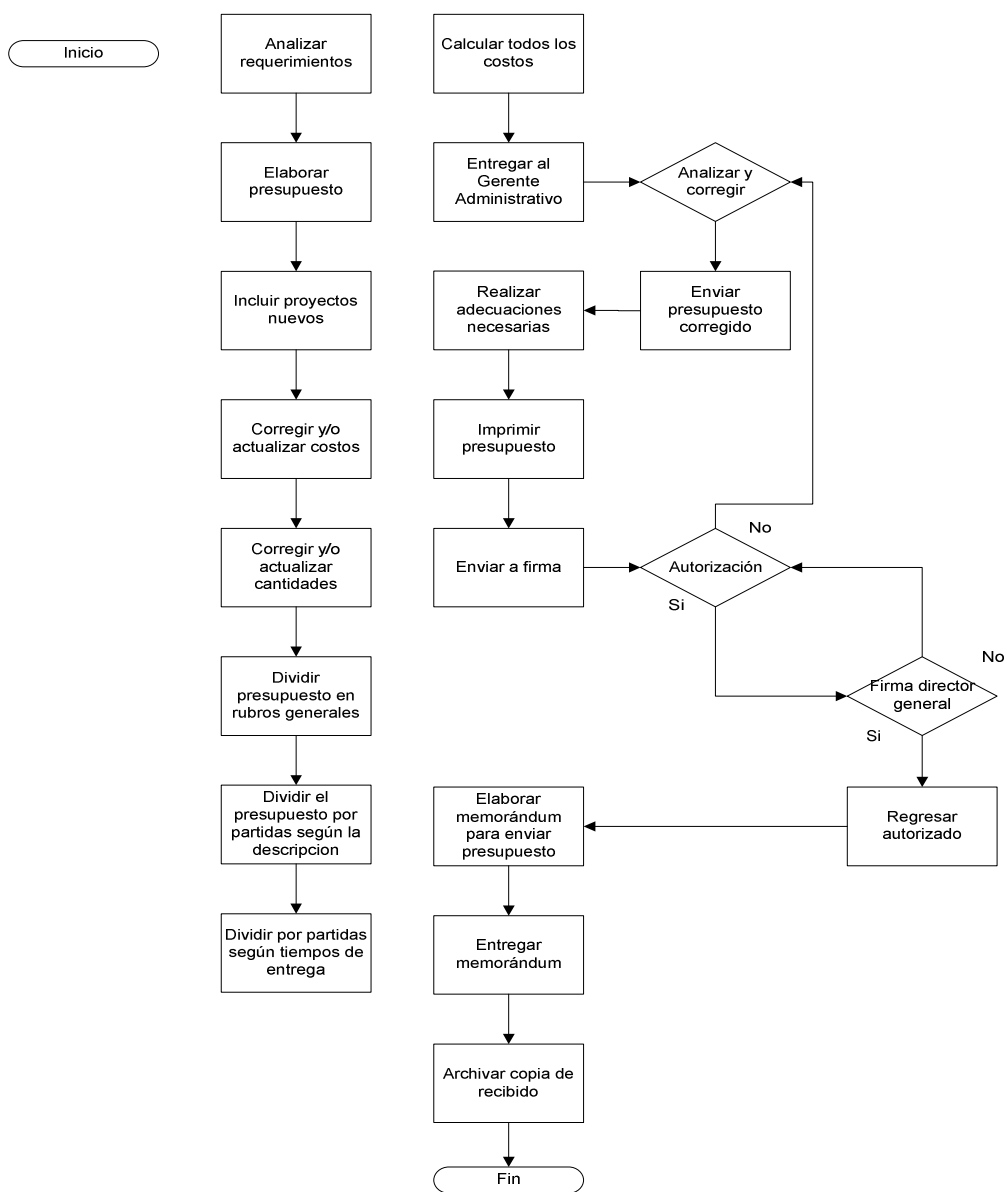 Inicio
Analizar
requerimientos
Elaborar
presupuesto
Incluir proyectos
nuevos
Corregir y/o
actualizar costos
Corregir y/o
actualizar
cantidades
Dividir
presupuesto en
rubros generales
Dividir el
presupuesto por
partidas según la
descripcion
Dividir por partidas
según tiempos de
entrega
Calcular todos los
costos
Entregar al
Gerente
Administrativo
Analizar y
corregir
Enviar
presupuesto
corregido
Realizar
adecuaciones
necesarias
Imprimir
presupuesto
Enviar a firma
Autorización
No
Si
Firma director
general
No
Si
Regresar
autorizado
Elaborar
memorándum
para enviar
presupuesto
Entregar
memorándum
Archivar copia de
recibido
Fin